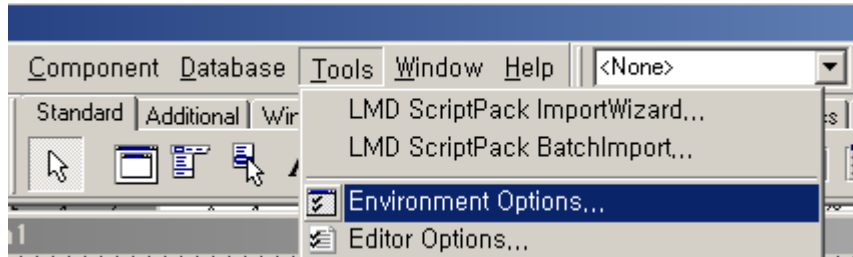 Component Database Tools Window Help <None>
Standard Additional
LMD ScriptPack ImportWizard...
LMD ScriptPack BatchImport...
Environment Options...
Editor Options...